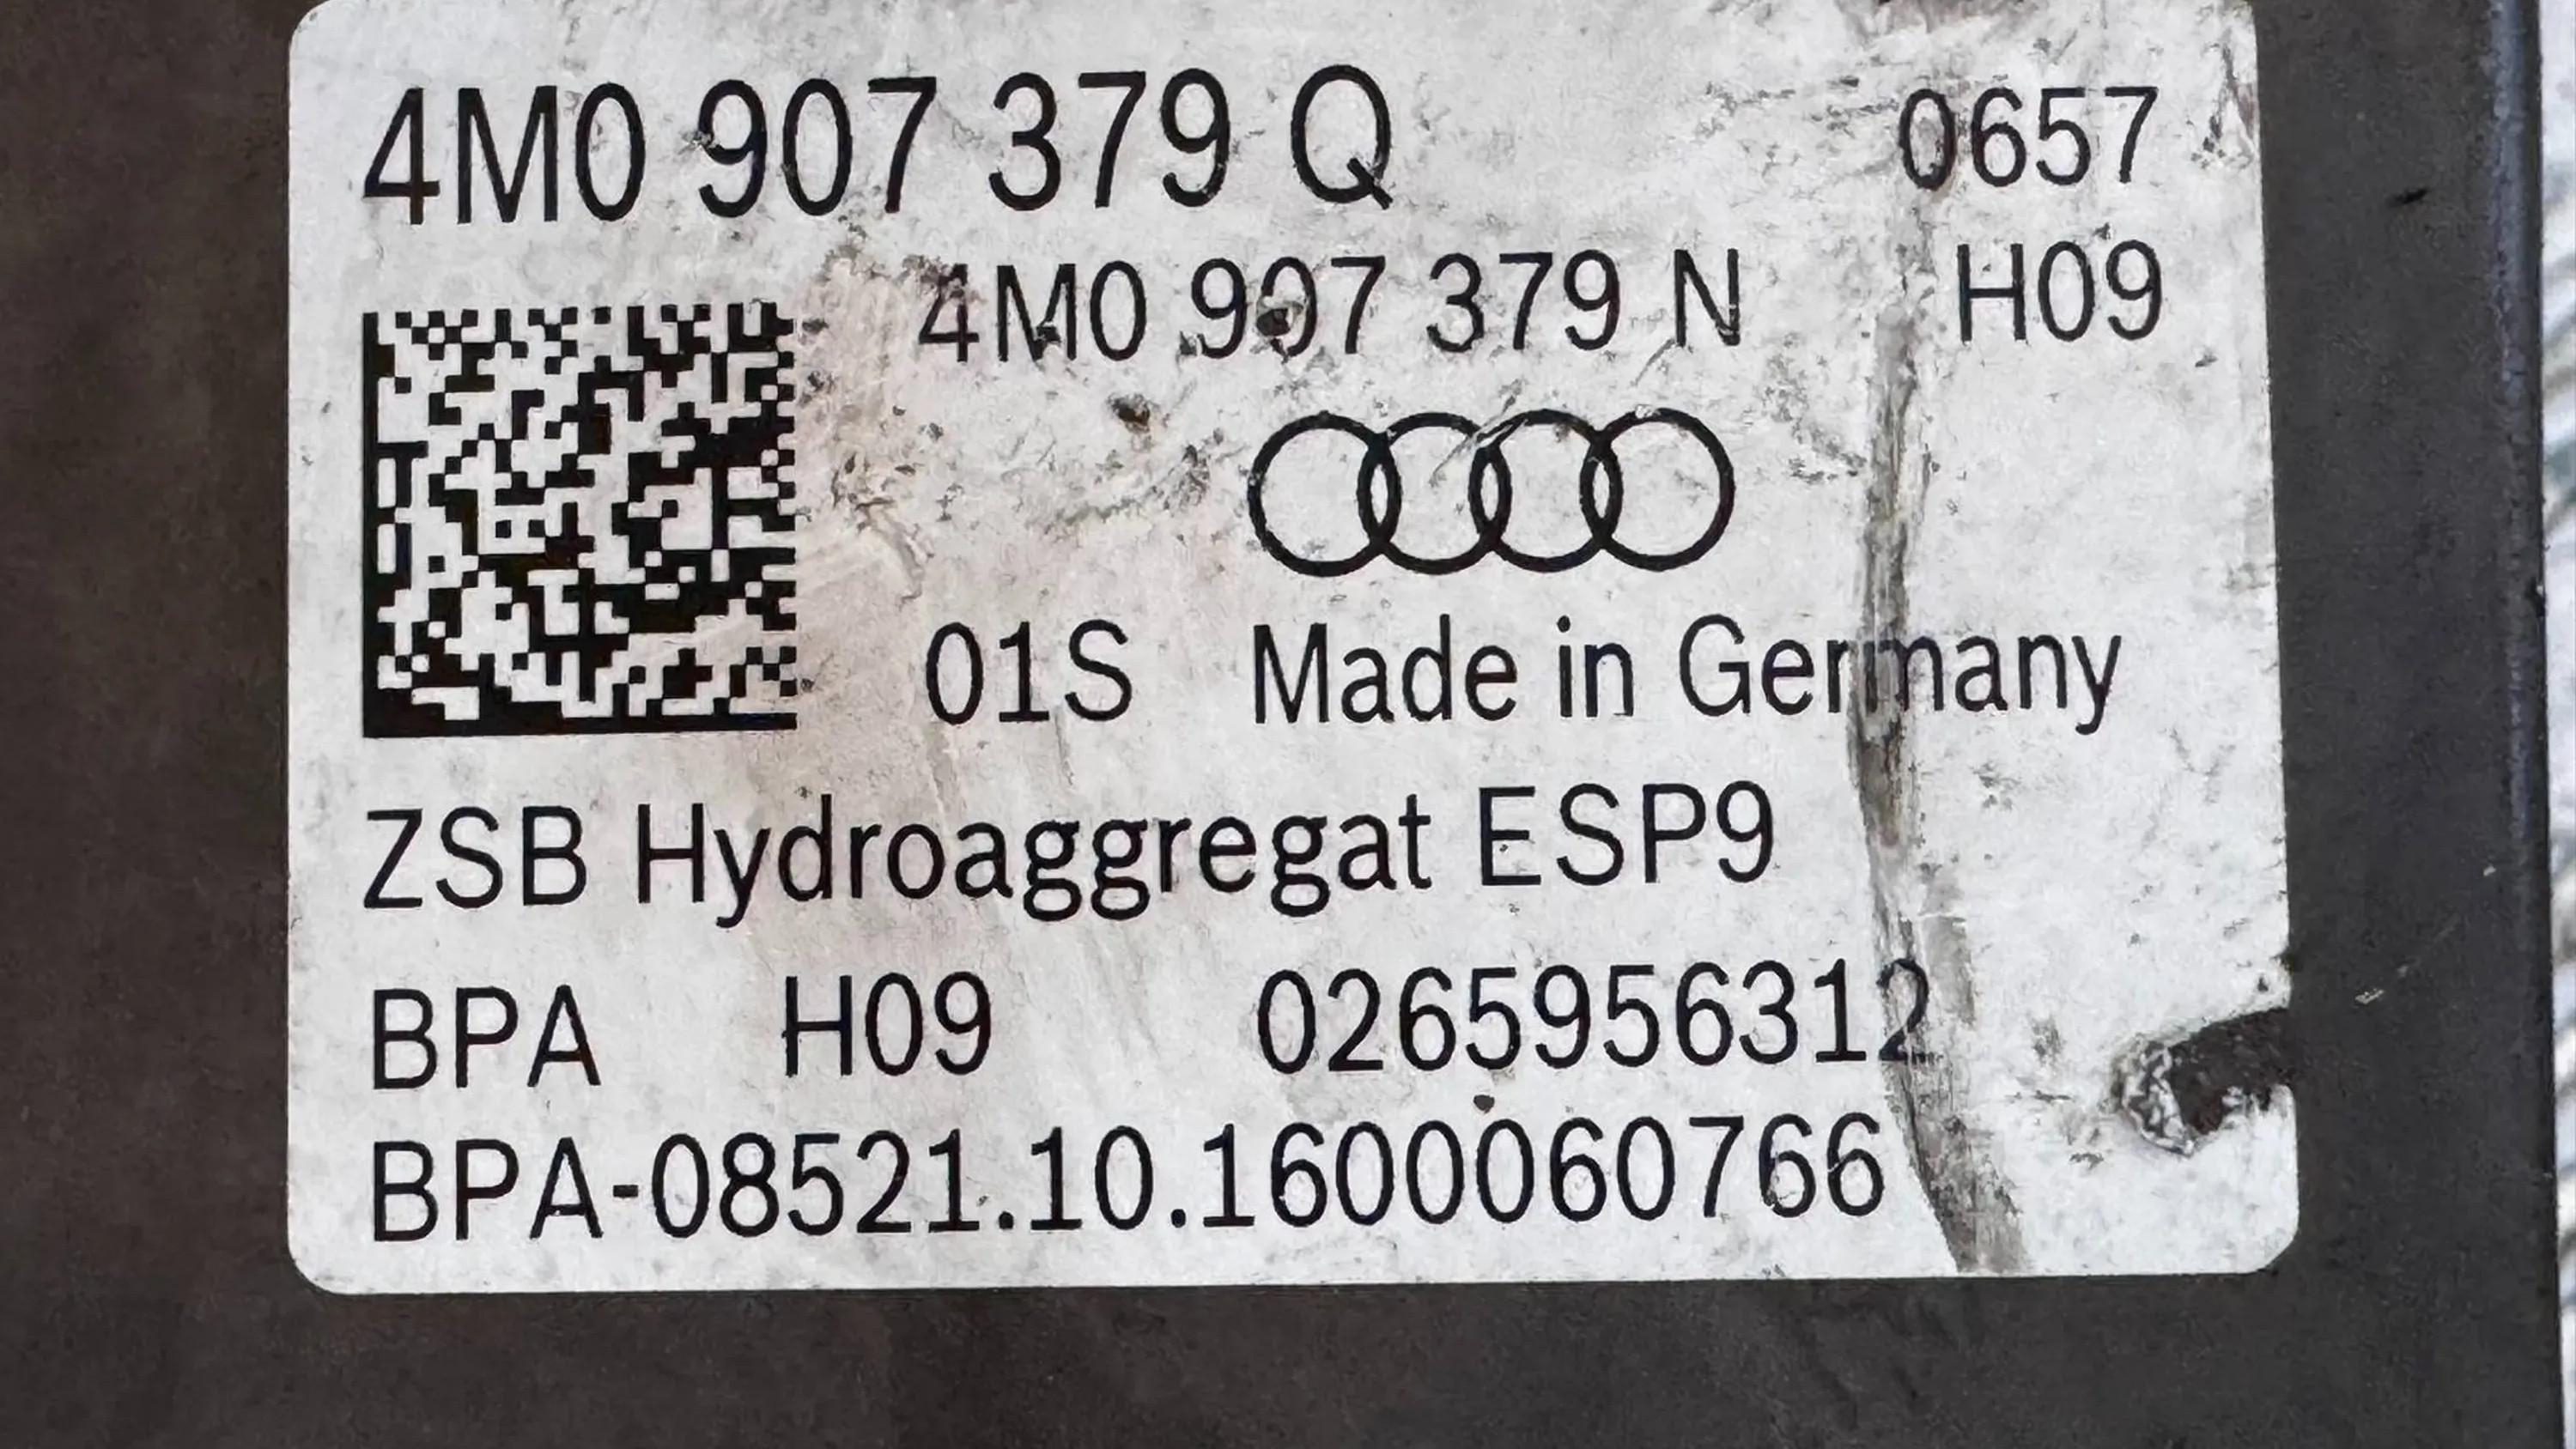 4M0 907 379 Q 0657
4M0 907 379 N H09
01S Made in Germany
ZSB Hydroaggregat ESP9
BPA H09 0265956312
BPA-08521.10.1600060766